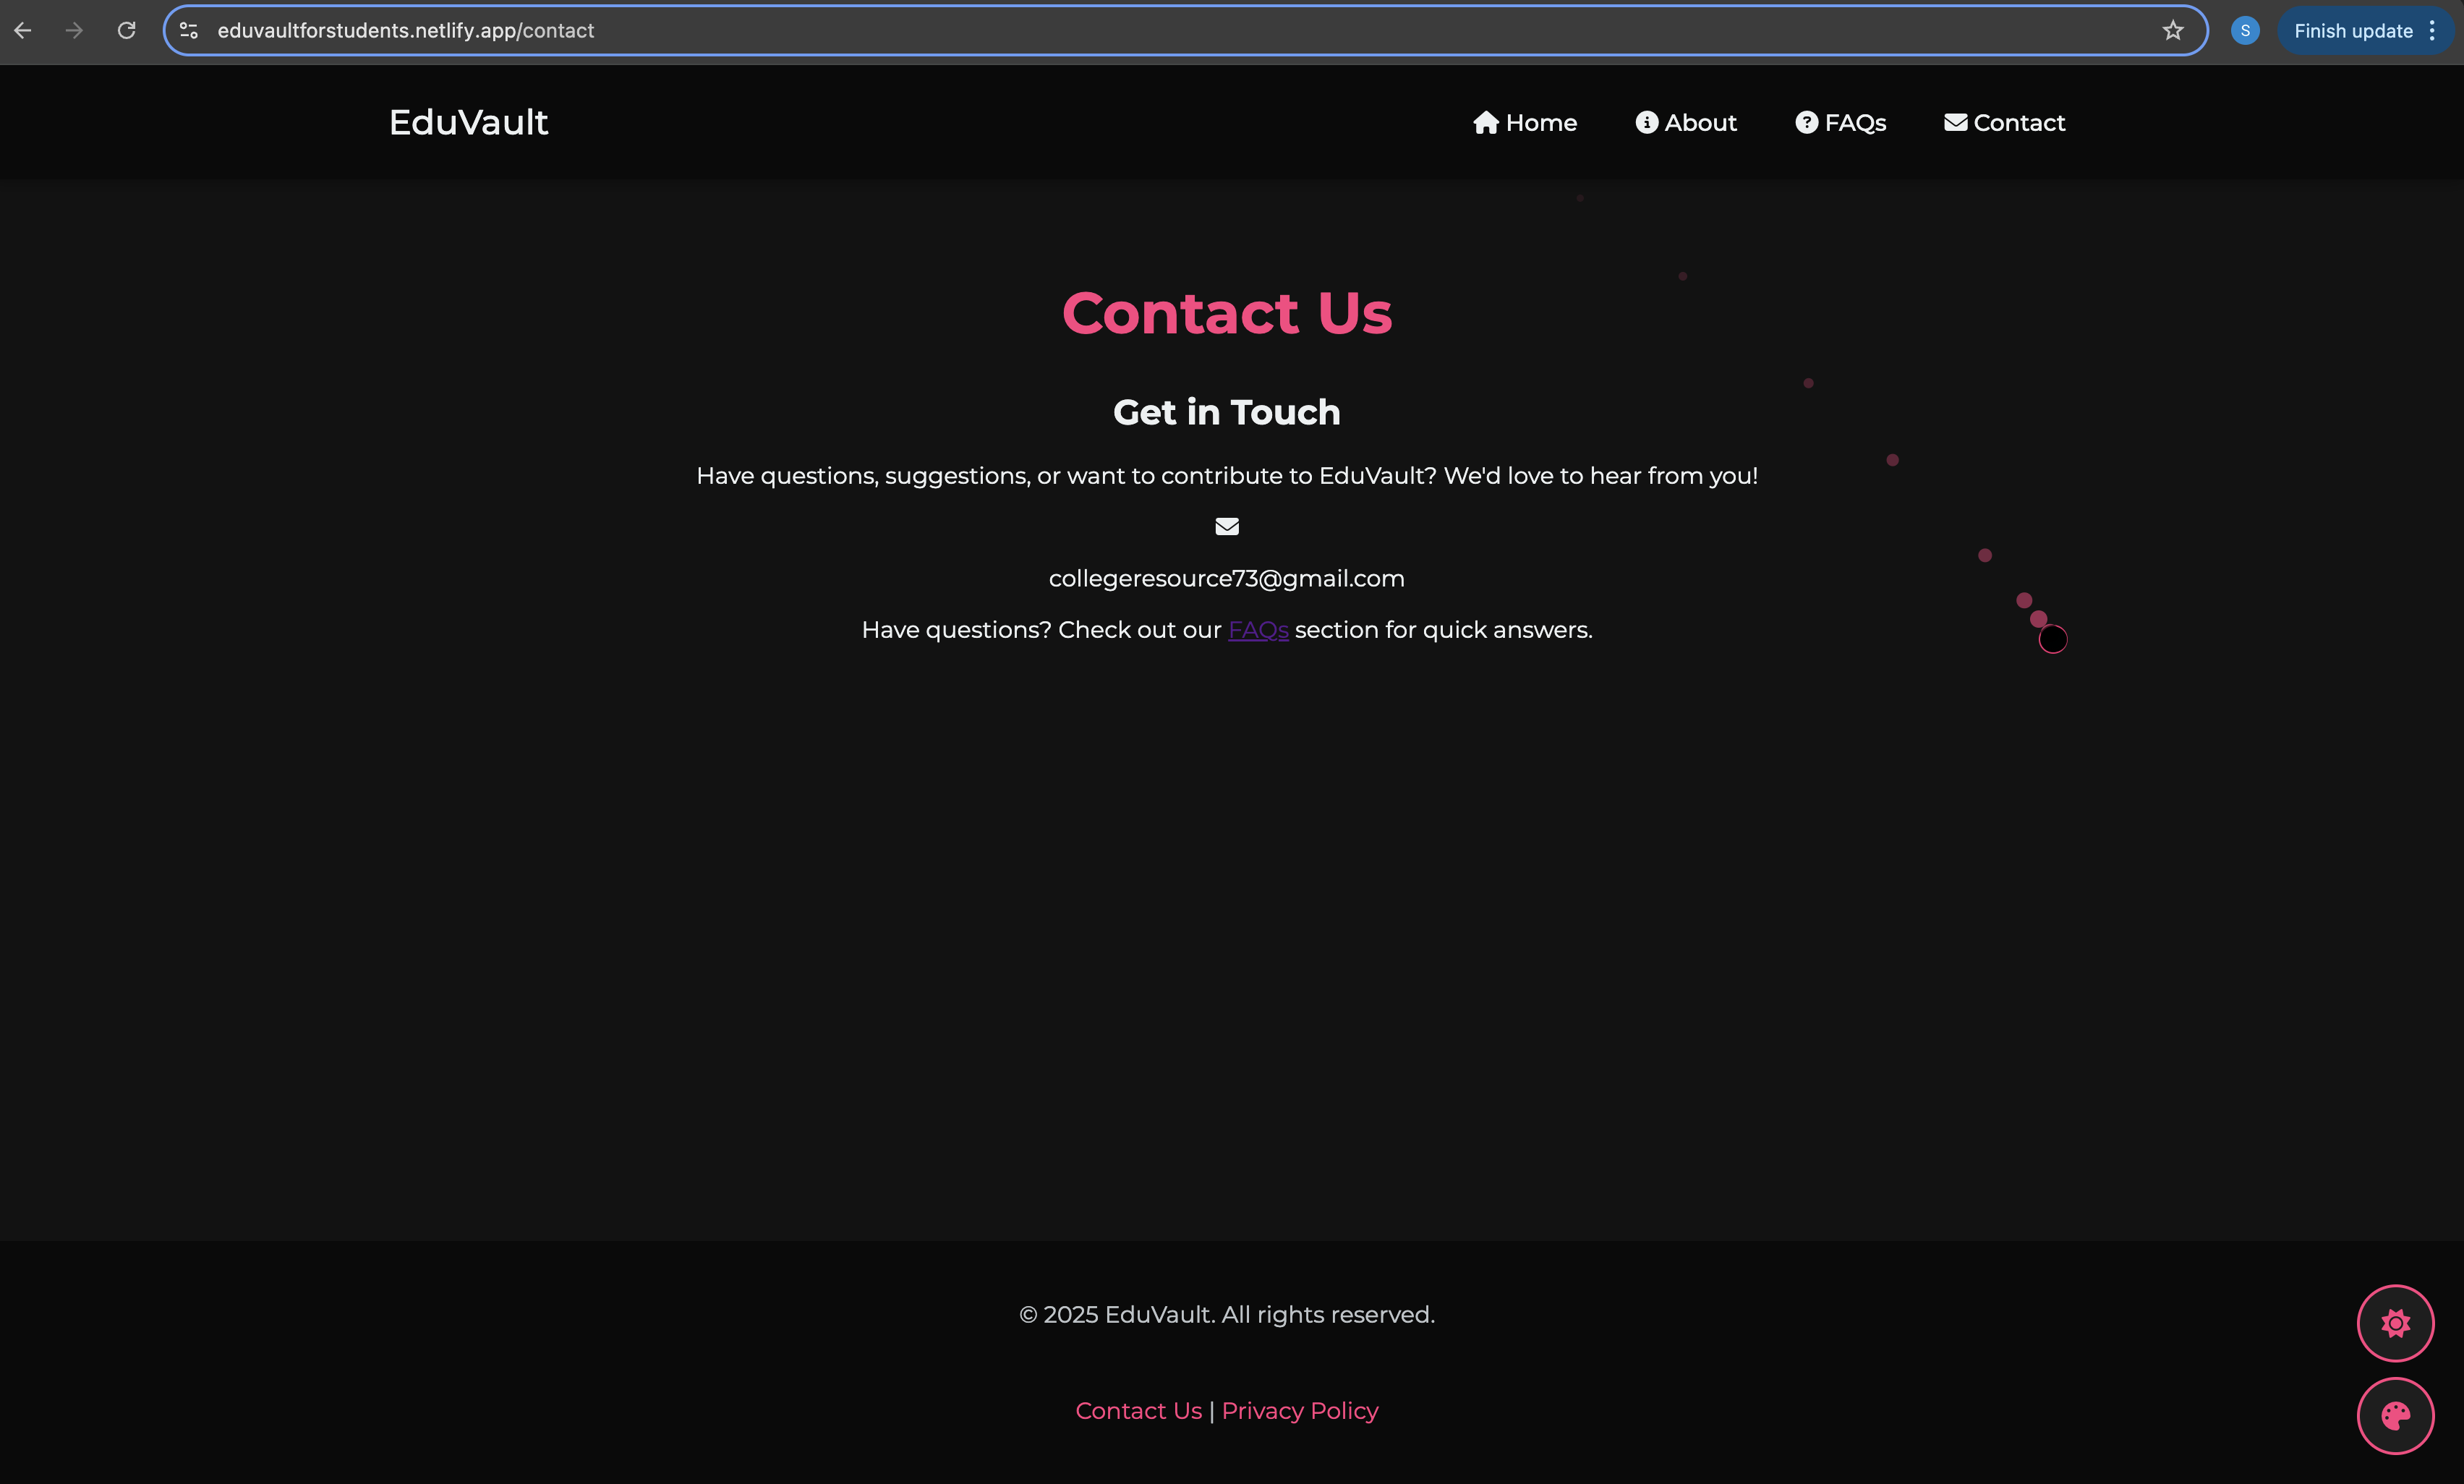 eduvaultforstudents.netlify.app/contact
S
Finish update
EduVault
Home
About
FAQs
Contact
Contact Us
Get in Touch
Have questions, suggestions, or want to contribute to EduVault? We'd love to hear from you!
collegeresource73@gmail.com
Have questions? Check out our FAQs section for quick answers.
© 2025 EduVault. All rights reserved.
Contact Us | Privacy Policy